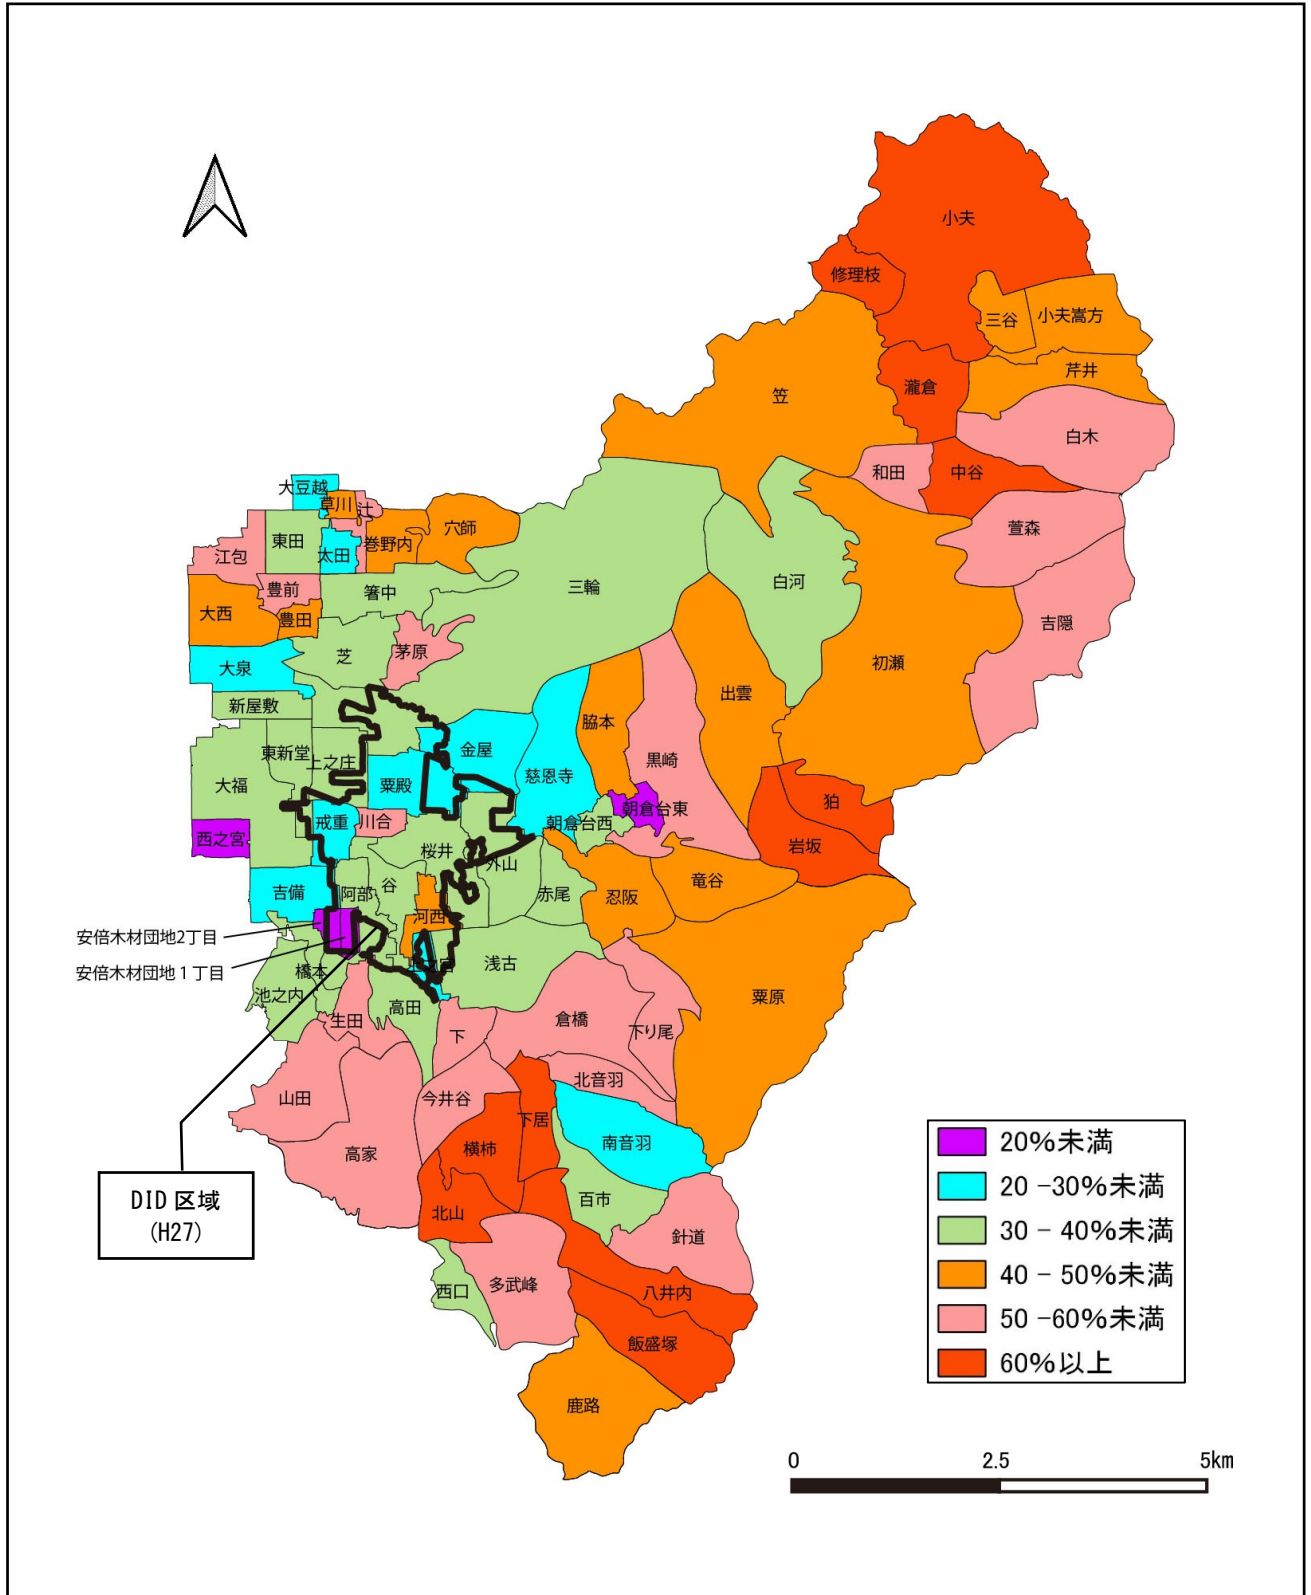 小夫
修理枝
三谷
小夫嵩方
芹井
瀧倉
笠
白木
和田
中谷
大豆越
草川
辻
穴師
萱森
東田
巻野内
江包
太田
白河
三輪
豊前
箸中
大西
豊田
吉隠
茅原
芝
初瀬
大泉
出雲
新屋敷
脇本
金屋
東新堂
上之庄
黒崎
慈恩寺
大福
粟殿
狛
朝倉台東
戒重
川合
朝倉台西
西之宮
岩坂
桜井
外山
竜谷
谷
吉備
阿部
赤尾
忍阪
河西
安倍木材団地2丁目
上之宮
浅古
安倍木材団地1丁目
橋本
池之内
粟原
高田
倉橋
生田
下
下り尾
北音羽
山田
今井谷
下居
南音羽
横柿
高家
百市
北山
針道
DID区域
(H27)
多武峰
西口
八井内
飯盛塚
鹿路
20%未満
20-30%未満
30-40%未満
40-50%未満
50-60%未満
60%以上
0 2.5 5km